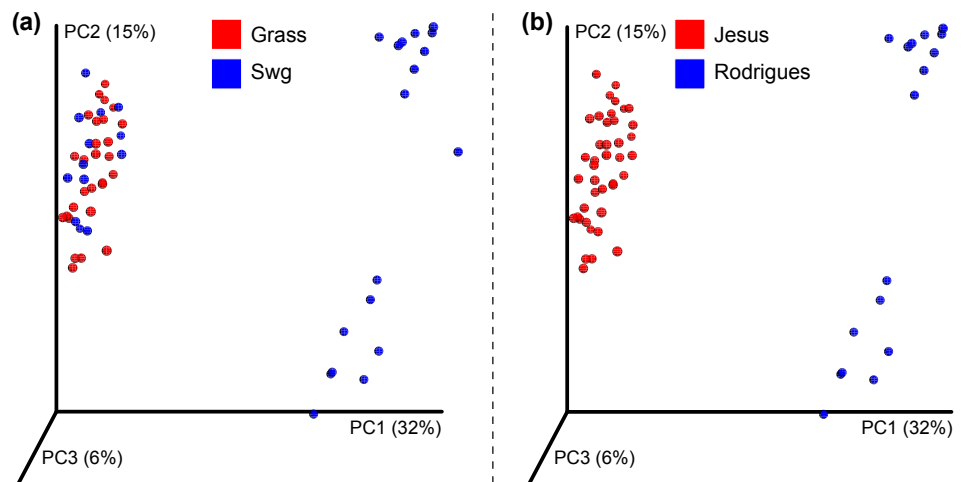 (a)
PC2 (15%)
Grass
Swg
PC1 (32%)
PC3 (6%)
(b)
PC2 (15%)
Jesus
Rodrigues
PC1 (32%)
PC3 (6%)